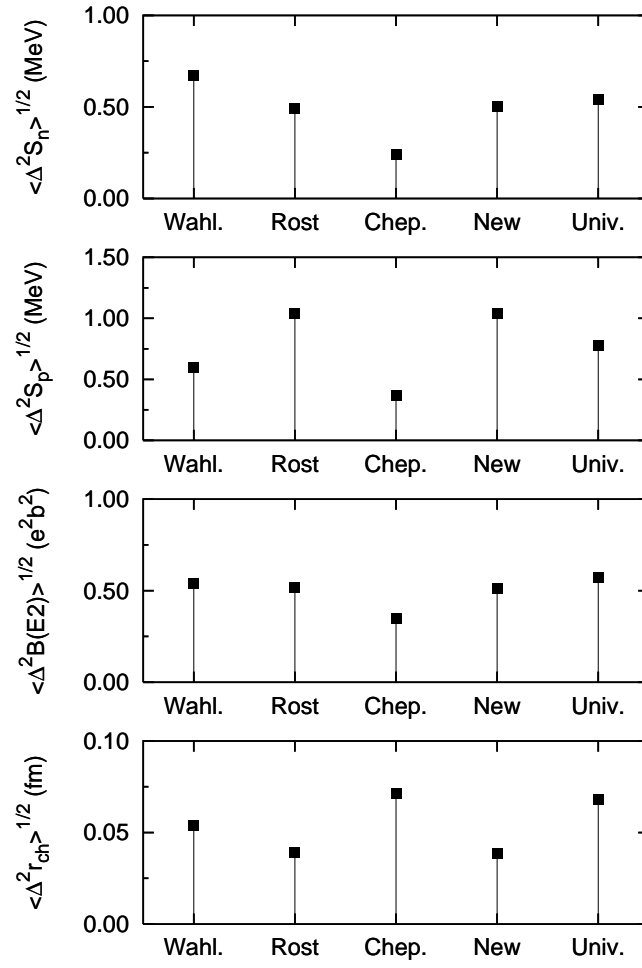 <Δ²Sn>^1/2 (MeV)
1.00
0.50
0.00
Wahl. Rost Chep. New Univ.
<Δ²Sp>^1/2 (MeV)
1.50
1.00
0.50
0.00
Wahl. Rost Chep. New Univ.
<Δ²B(E2)>^1/2 (e²b²)
1.00
0.50
0.00
Wahl. Rost Chep. New Univ.
<Δ²rch>^1/2 (fm)
0.10
0.05
0.00
Wahl. Rost Chep. New Univ.